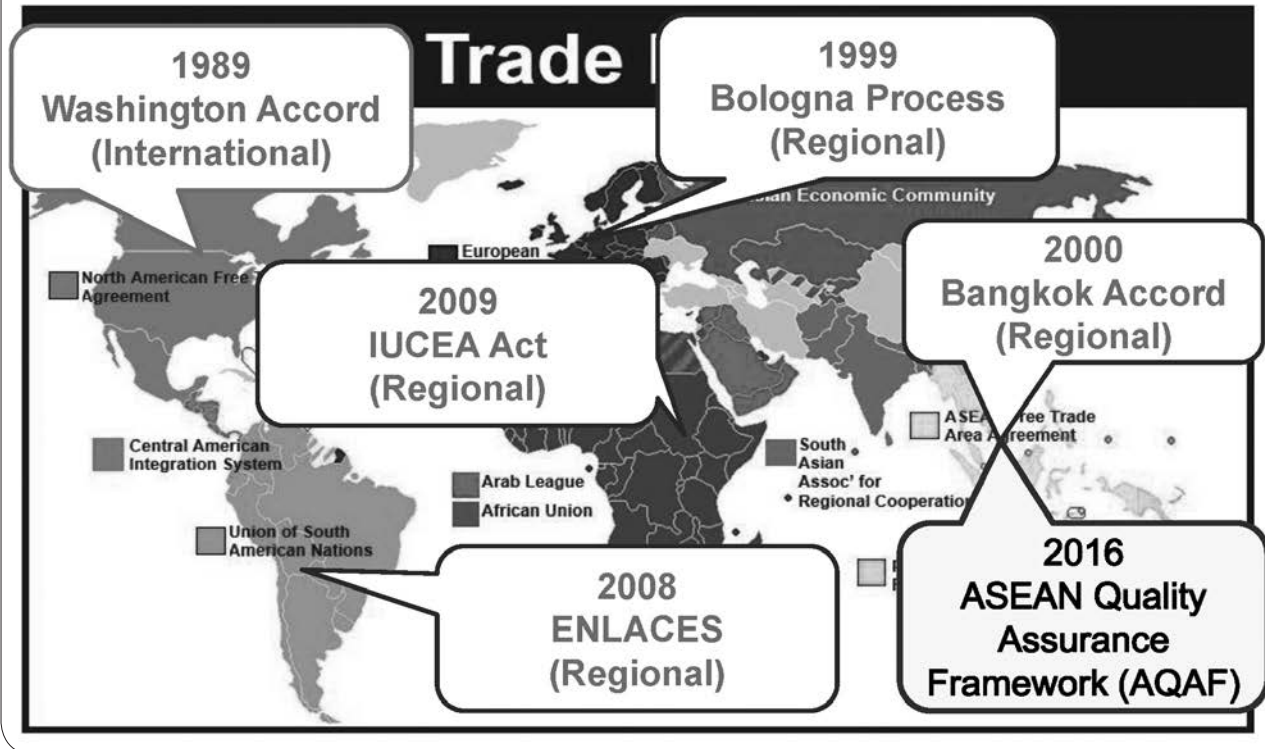 Trade
1989
Washington Accord
(International)
1999
Bologna Process
(Regional)
Economic Community
European
2000
Bangkok Accord
(Regional)
North American Free
Agreement
2009
IUCEA Act
(Regional)
ASEAN Free Trade
Area Agreement
Central American
Integration System
South
Asian
Assoc' for
Regional Cooperation
Arab League
African Union
Union of South
American Nations
2008
ENLACES
(Regional)
2016
ASEAN Quality
Assurance
Framework (AQAF)